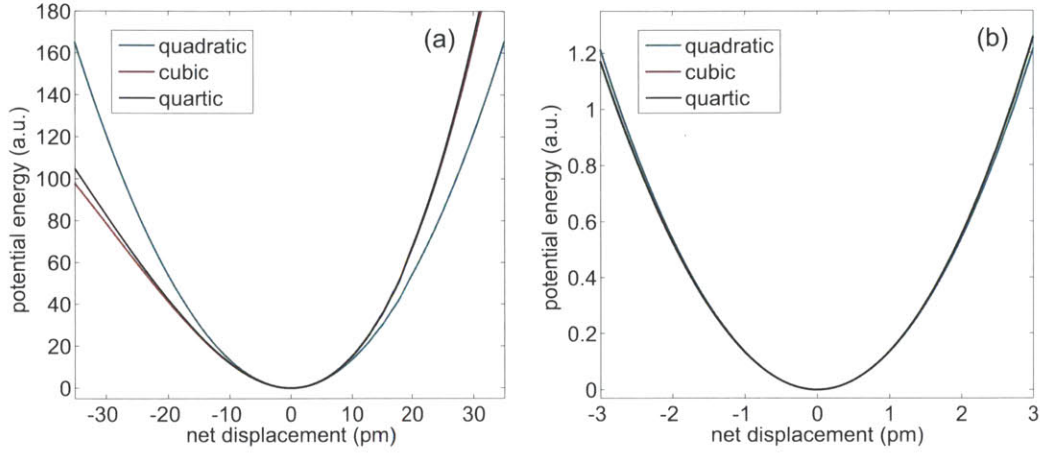 (a)
quadratic
cubic
quartic
180
160
140
120
100
80
60
40
20
0
-30 -20 -10 0 10 20 30
net displacement (pm)
potential energy (a.u.)
(b)
quadratic
cubic
quartic
1.2
1
0.8
0.6
0.4
0.2
0
-3 -2 -1 0 1 2 3
net displacement (pm)
potential energy (a.u.)